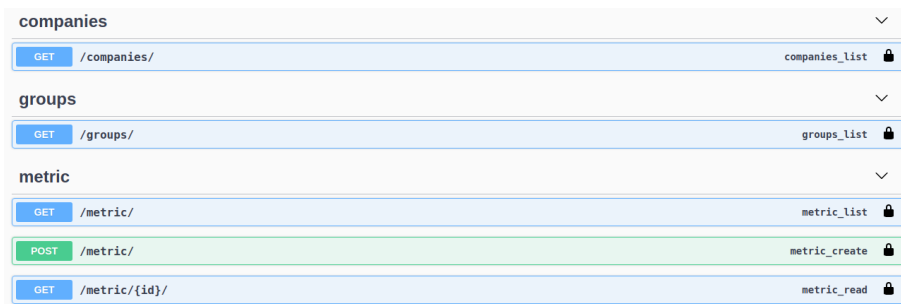 companies
GET /companies/ companies_list
groups
GET /groups/ groups_list
metric
GET /metric/ metric_list
POST /metric/ metric_create
GET /metric/{id}/ metric_read